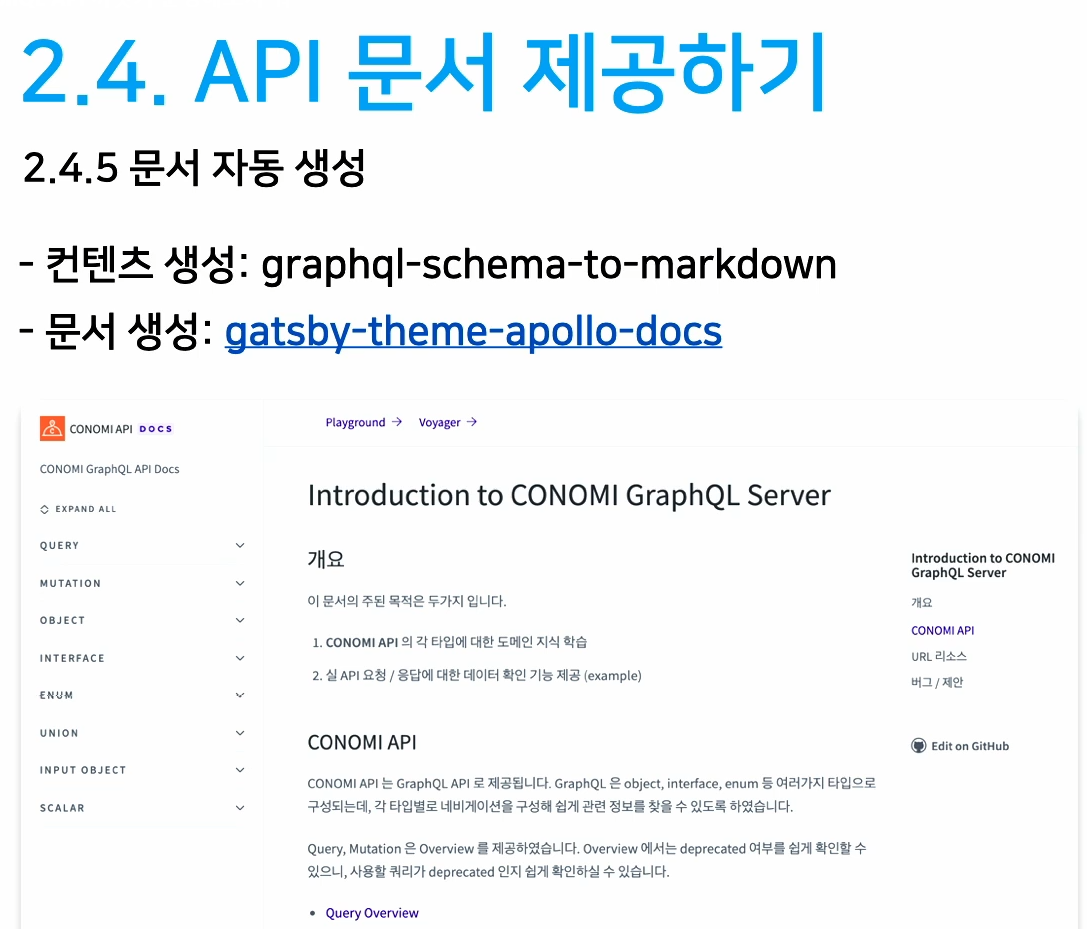 2.4. API 문서 제공하기
2.4.5 문서 자동 생성
- 컨텐츠 생성: graphql-schema-to-markdown
- 문서 생성: gatsby-theme-apollo-docs
CONOMI API DOCS
CONOMI GraphQL API Docs
EXPAND ALL
QUERY
MUTATION
OBJECT
INTERFACE
ENUM
UNION
INPUT OBJECT
SCALAR
Playground → Voyager →
Introduction to CONOMI GraphQL Server
개요
이 문서의 주된 목적은 두가지 입니다.
1. CONOMI API 의 각 타입에 대한 도메인 지식 학습
2. 실 API 요청 / 응답에 대한 데이터 확인 기능 제공 (example)
CONOMI API
CONOMI API 는 GraphQL API 로 제공됩니다. GraphQL 은 object, interface, enum 등 여러가지 타입으로
구성되는데, 각 타입별로 네비게이션을 구성해 쉽게 관련 정보를 찾을 수 있도록 하였습니다.
Query, Mutation 은 Overview 를 제공하였습니다. Overview 에서는 deprecated 여부를 쉽게 확인할 수
있으니, 사용할 쿼리가 deprecated 인지 쉽게 확인하실 수 있습니다.
• Query Overview
Introduction to CONOMI
GraphQL Server
개요
CONOMI API
URL 리소스
버그 / 제안
Edit on GitHub